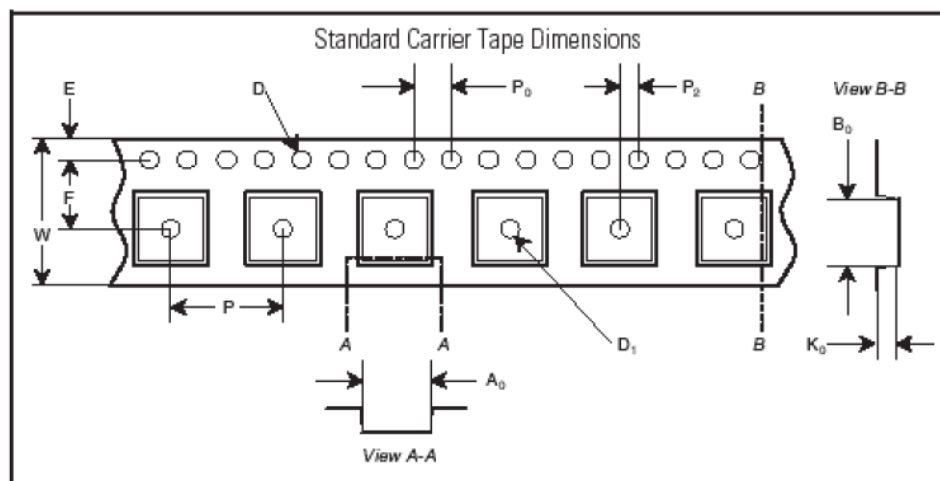 Standard Carrier Tape Dimensions
E
D
P₀
P₂
B
View B-B
B₀
F
W
P
A
A
D₁
B
K₀
A₀
View A-A